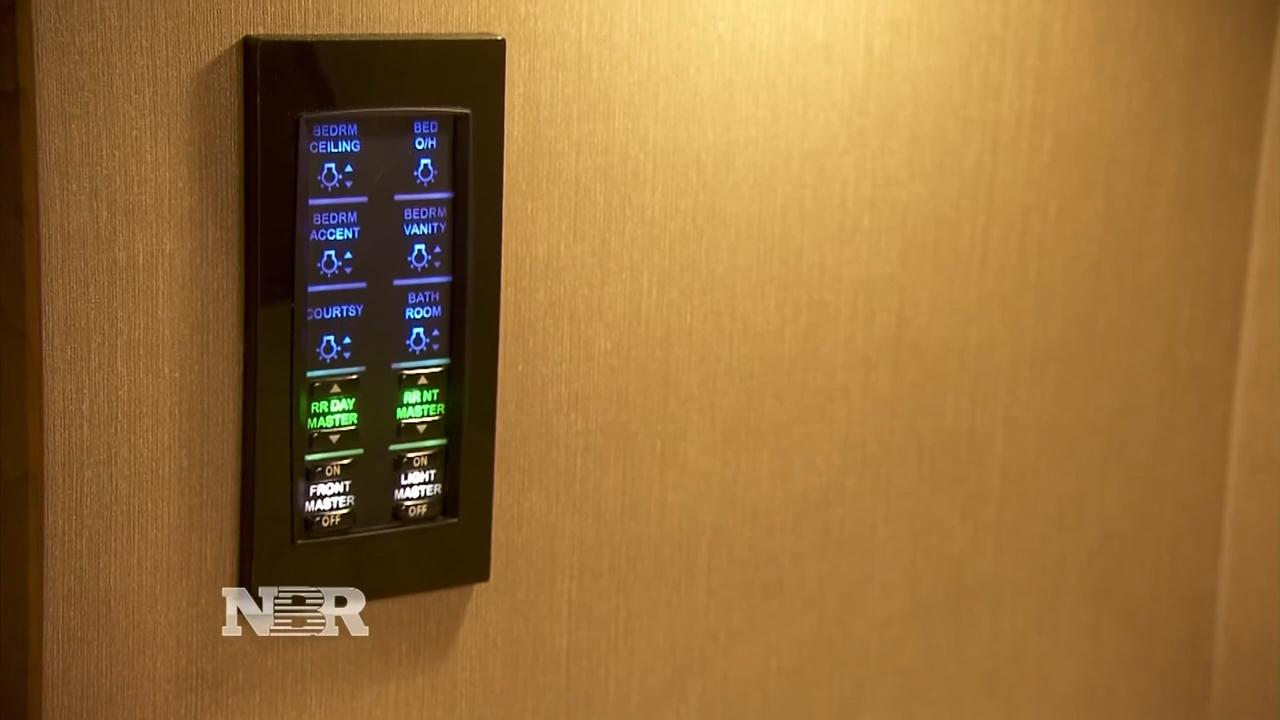 BEDRM
CEILING
BED
O/H
BEDRM
ACCENT
BEDRM
VANITY
COURTSY
BATH
ROOM
RR DAY
MASTER
RR NT
MASTER
ON
FRONT
MASTER
OFF
ON
LIGHT
MASTER
OFF
NBR